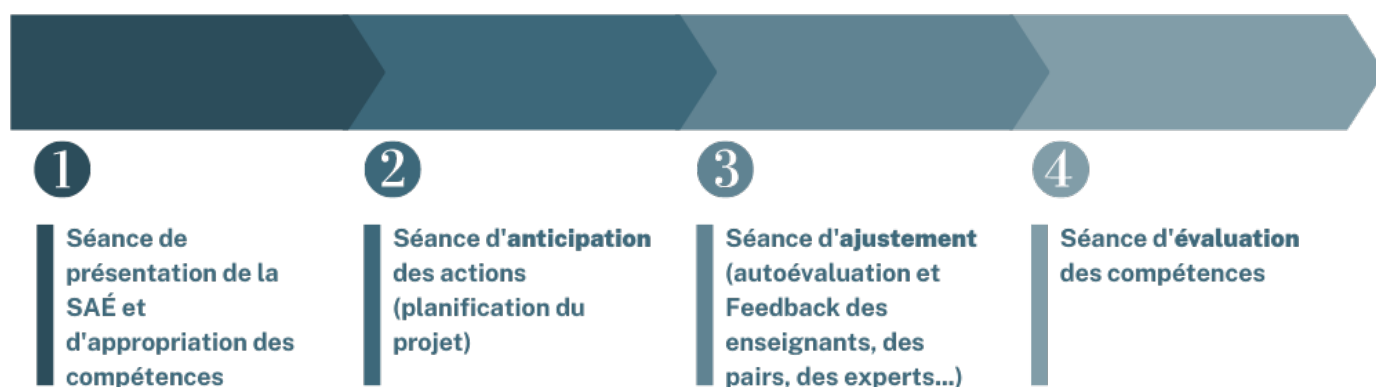 1
Séance de
présentation de la
SAÉ et
d'appropriation des
compétences
2
Séance d'anticipation
des actions
(planification du
projet)
3
Séance d'ajustement
(autoévaluation et
Feedback des
enseignants, des
pairs, des experts...)
4
Séance d'évaluation
des compétences